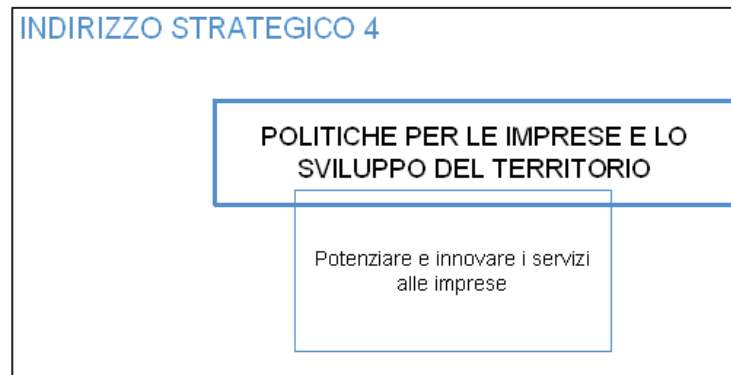 INDIRIZZO STRATEGICO 4
POLITICHE PER LE IMPRESE E LO
SVILUPPO DEL TERRITORIO
Potenziare e innovare i servizi
alle imprese